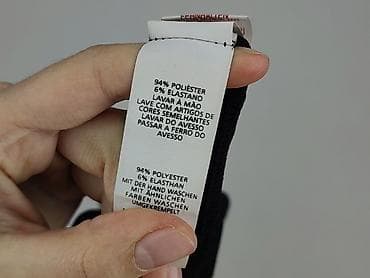 94% POLIÉSTER
6% ELASTANO
LAVAR À MÃO
LAVE COM ARTIGOS DE
CORES SEMELHANTES
LAVAR DO AVESSO
PASSAR A FERRO DO
AVESSO
94% POLYESTER
6% ELASTHAN
MIT DER HAND WASCHEN
MIT ÄHNLICHEN
FARBEN WASCHEN
UMGEKREMPELT